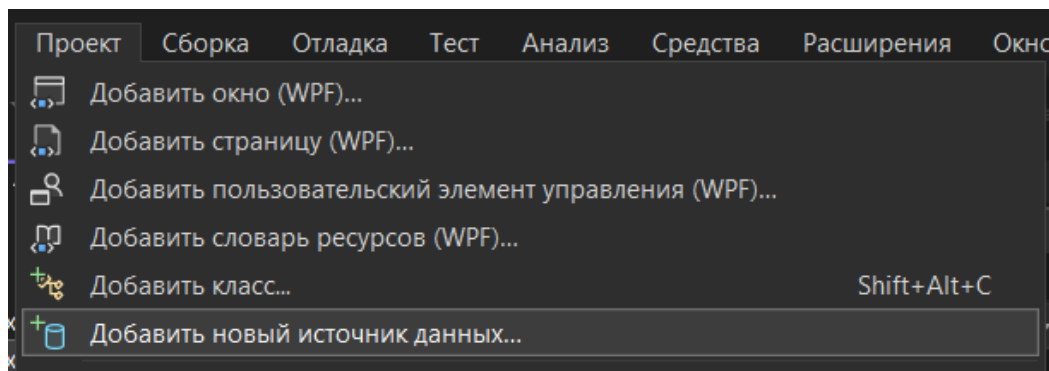 Проект Сборка Отладка Тест Анализ Средства Расширения Окно
Добавить окно (WPF)...
Добавить страницу (WPF)...
Добавить пользовательский элемент управления (WPF)...
Добавить словарь ресурсов (WPF)...
Добавить класс... Shift+Alt+C
Добавить новый источник данных...